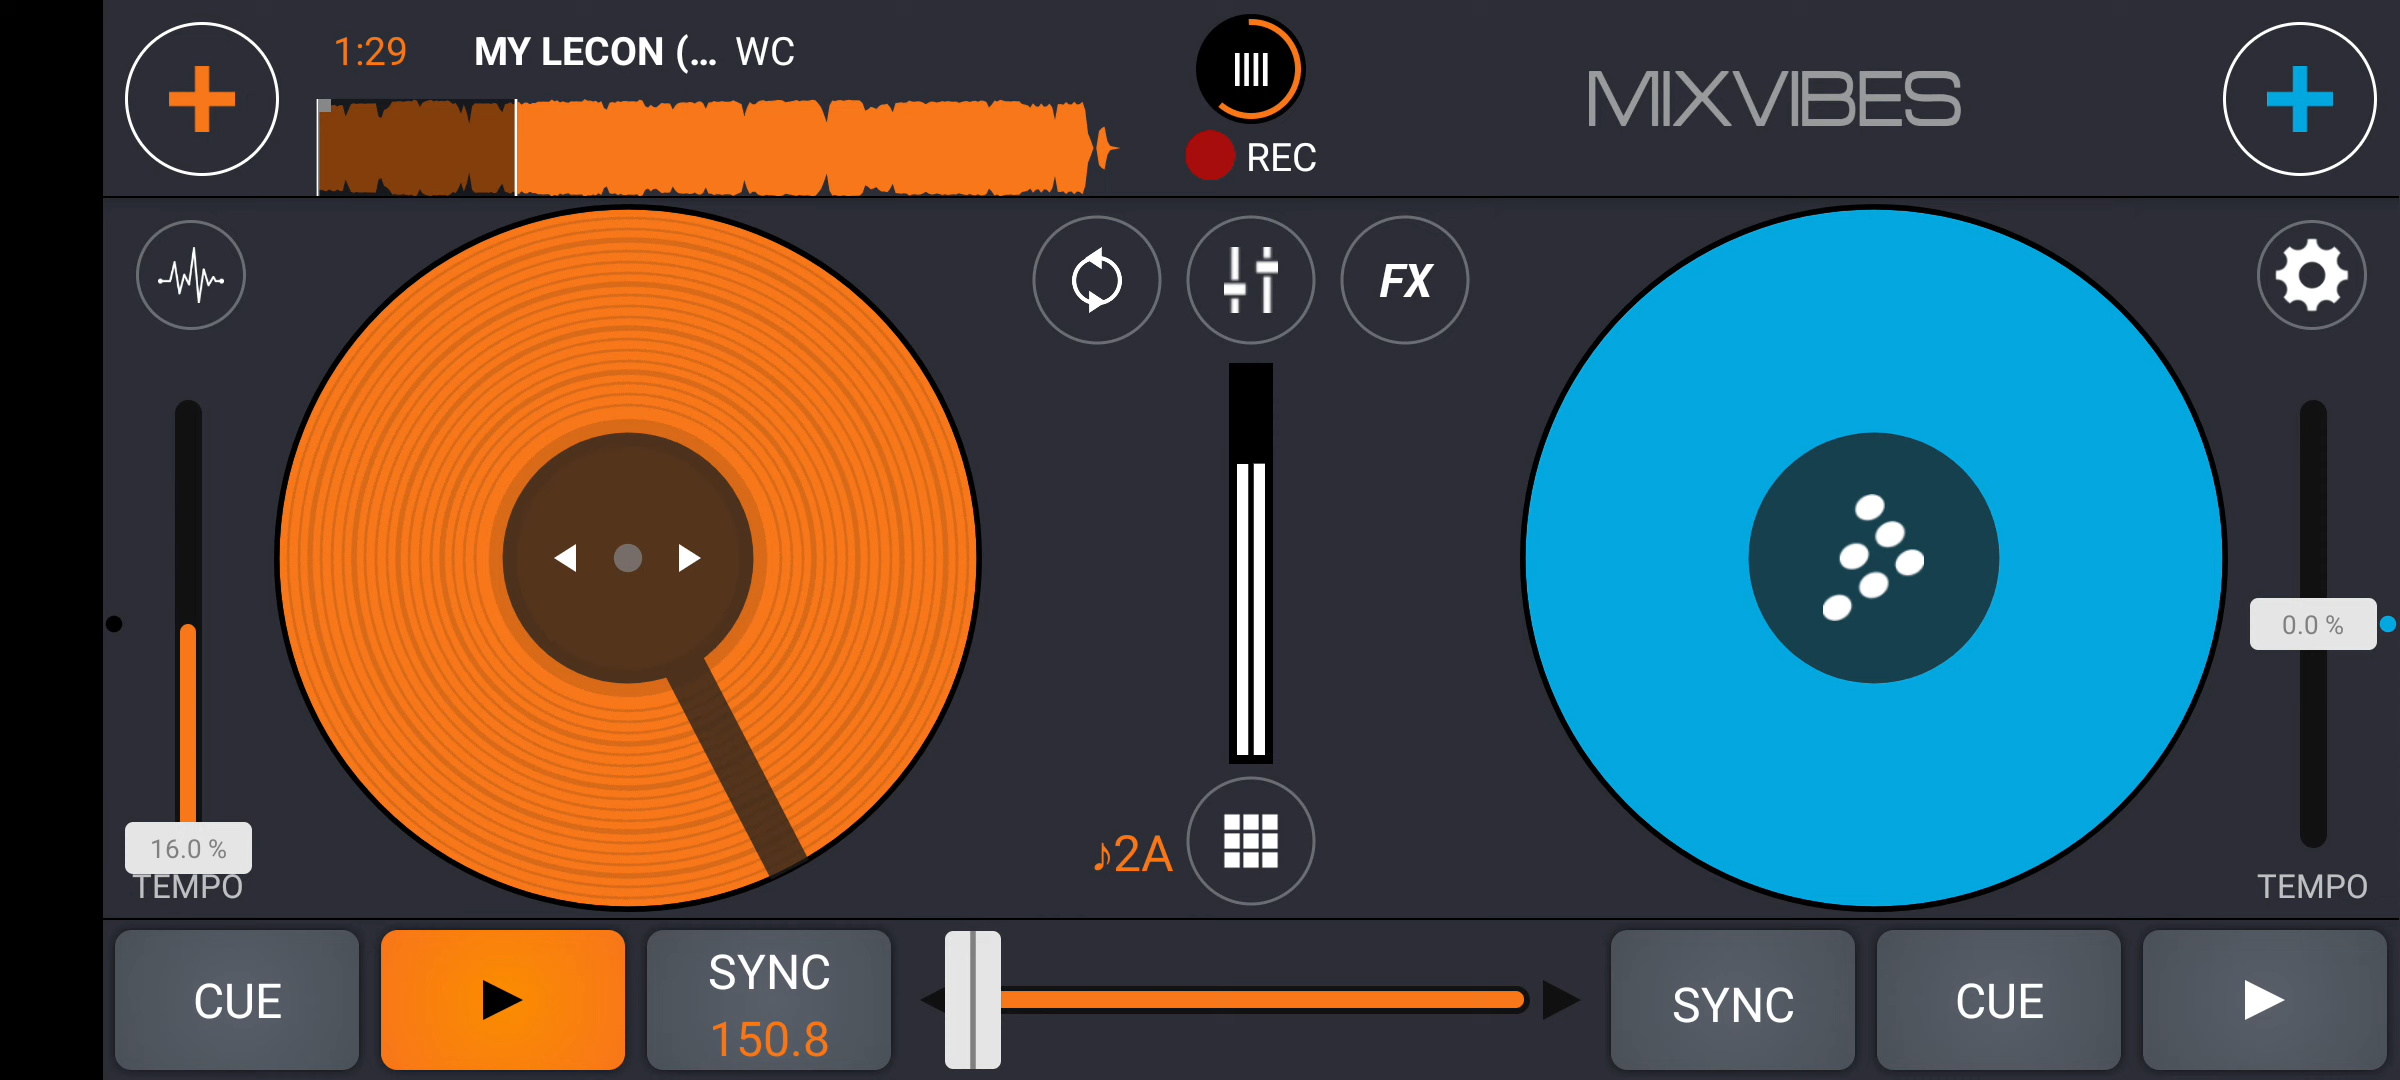 1:29 MY LECON (... WC
REC
MIXVIBES
FX
16.0 %
TEMPO
0.0 %
TEMPO
♪2A
CUE
SYNC
150.8
SYNC
CUE